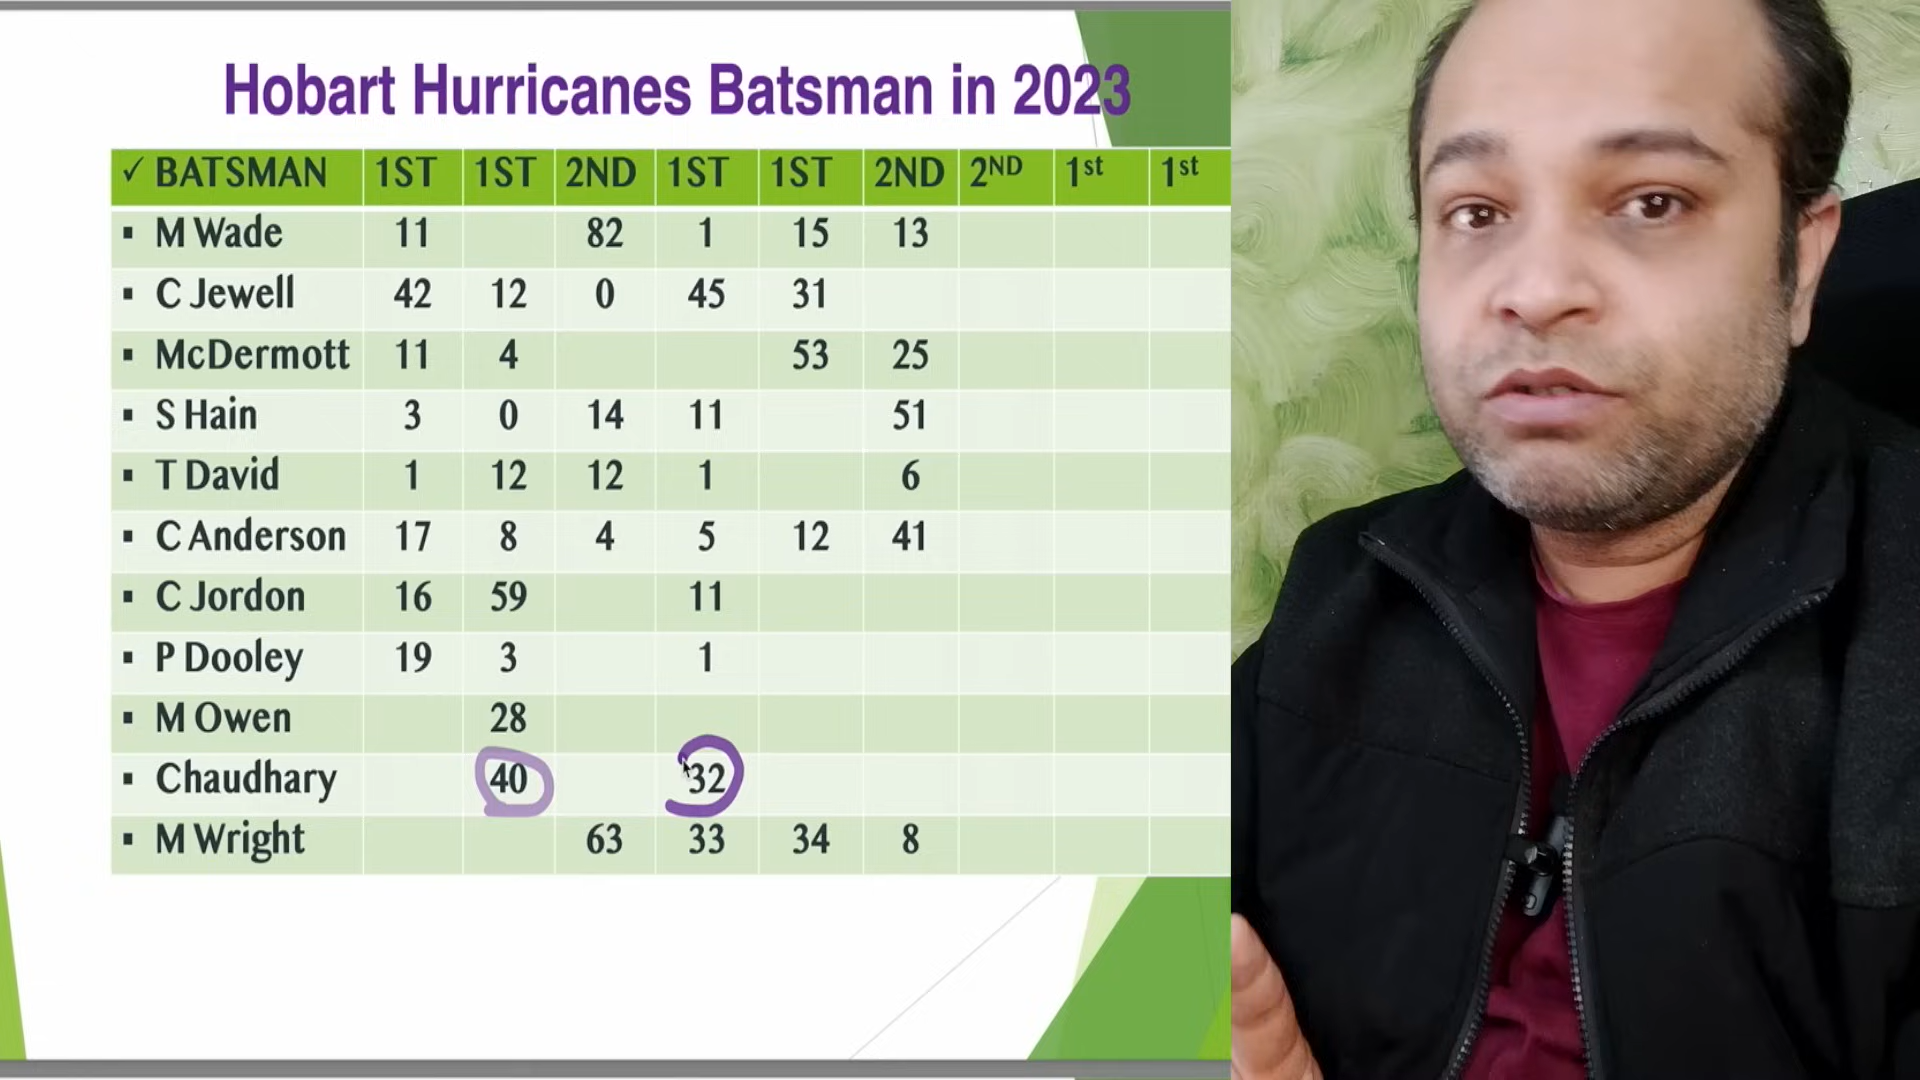 Hobart Hurricanes Batsman in 2023
✓ BATSMAN 1ST 1ST 2ND 1ST 1ST 2ND 2ND 1st 1st
▪ M Wade 11 82 1 15 13
▪ C Jewell 42 12 0 45 31
▪ McDermott 11 4 53 25
▪ S Hain 3 0 14 11 51
▪ T David 1 12 12 1 6
▪ C Anderson 17 8 4 5 12 41
▪ C Jordon 16 59 11
▪ P Dooley 19 3 1
▪ M Owen 28
▪ Chaudhary 40 32
▪ M Wright 63 33 34 8